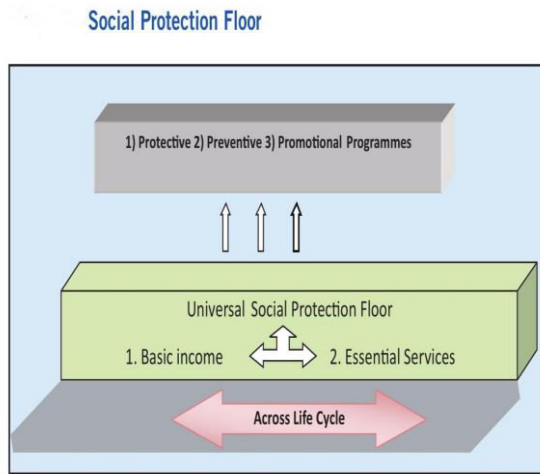 Social Protection Floor
1) Protective 2) Preventive 3) Promotional Programmes
Universal Social Protection Floor
1. Basic income 2. Essential Services
Across Life Cycle